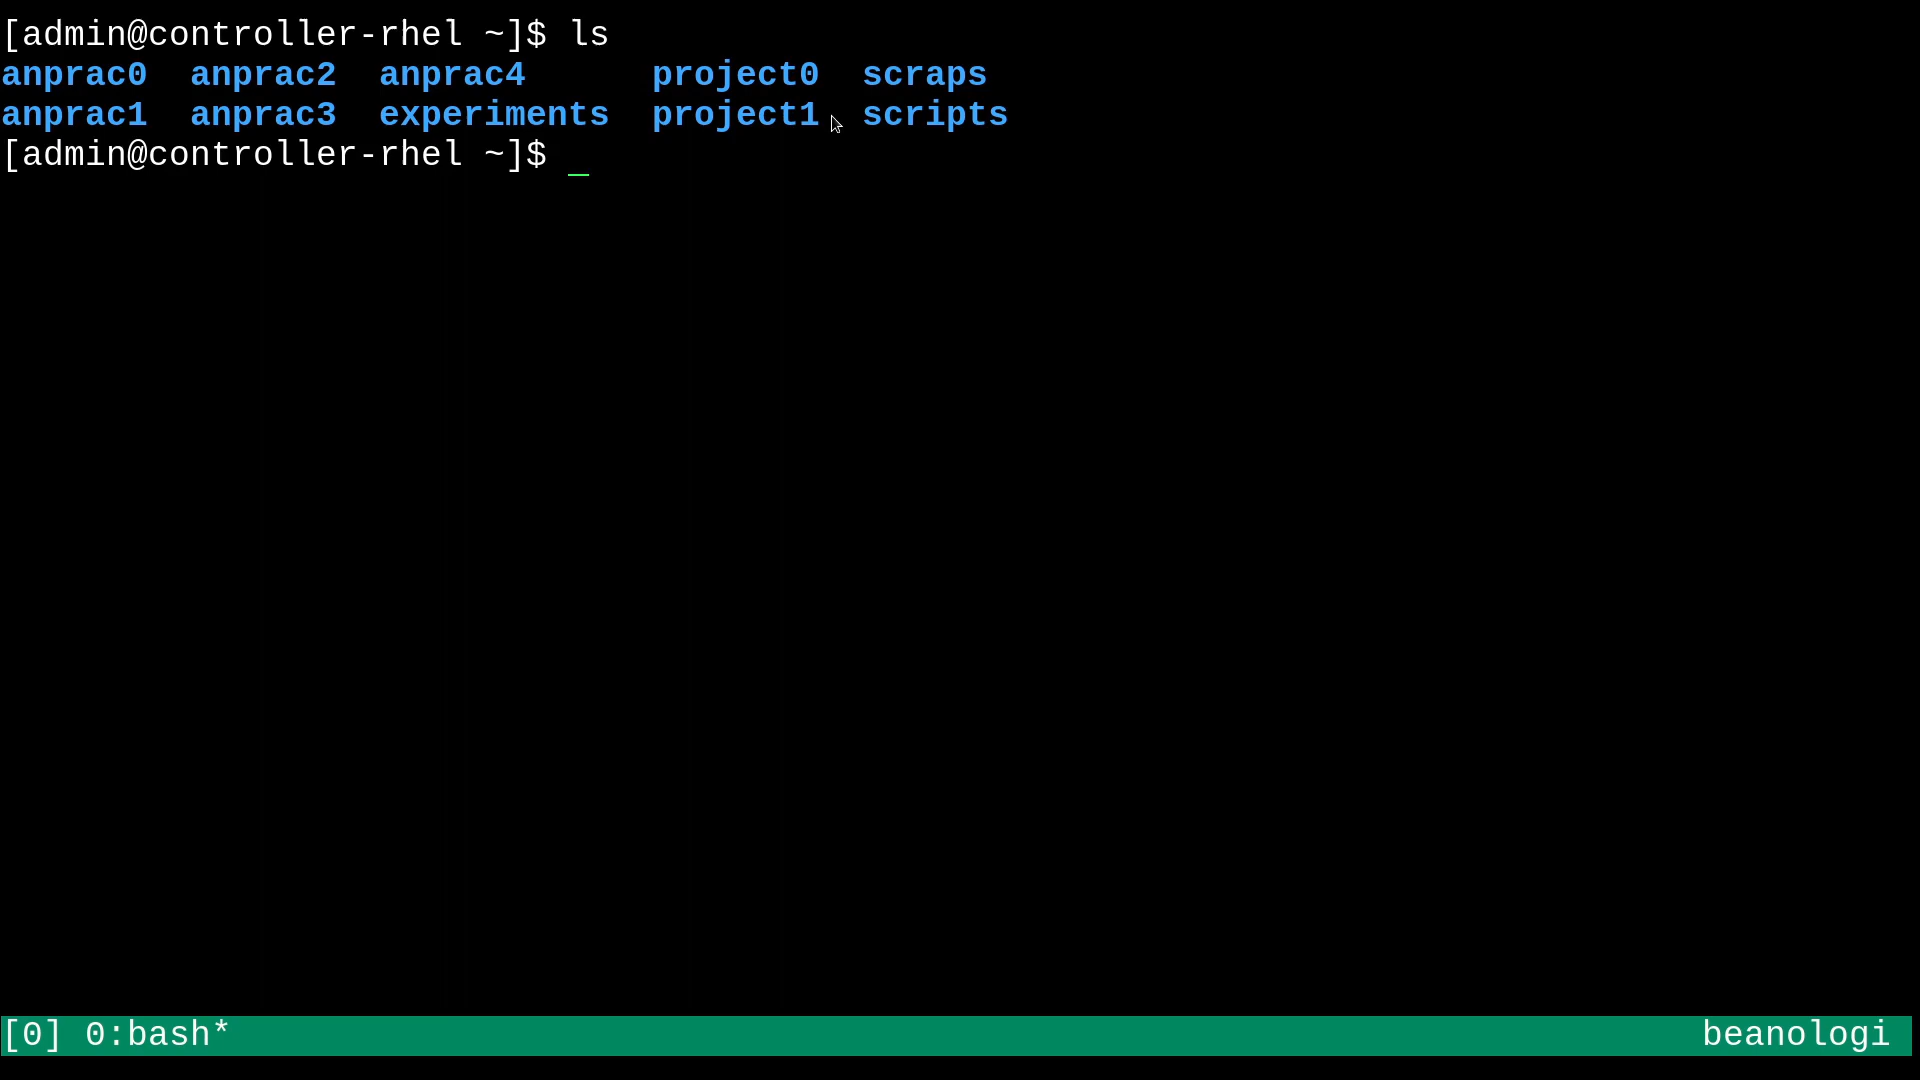 [admin@controller-rhel ~]$ ls
anprac0  anprac2  anprac4      project0  scraps
anprac1  anprac3  experiments  project1  scripts
[admin@controller-rhel ~]$ _
[0] 0:bash* beanologi